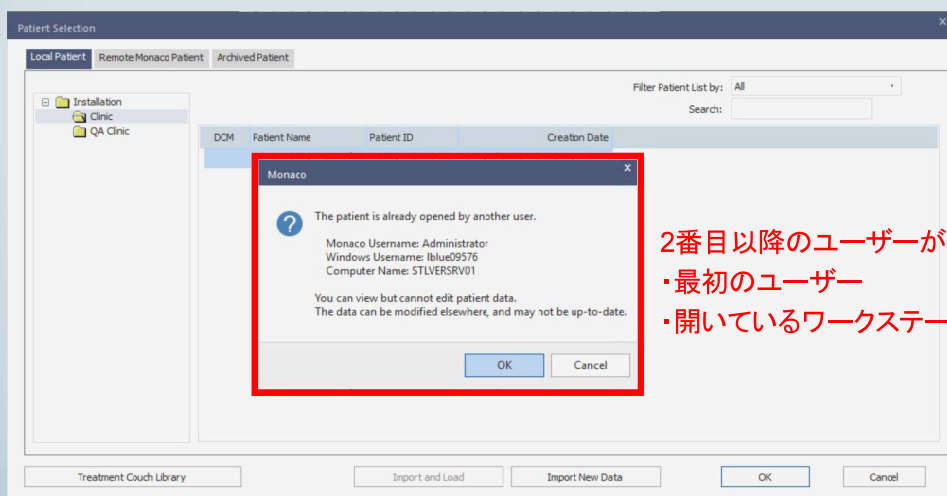 Patient Selection
x
Local Patient Remote Monaco Patient Archived Patient
Filter Patient List by: All
Search:
Installation
Clinic
QA Clinic
DCM Patient Name Patient ID Creation Date
Monaco x
The patient is already opened by another user.
Monaco Username: Administrator
Windows Username: lblue09576
Computer Name: STLVERSRV01
You can view but cannot edit patient data.
The data can be modified elsewhere, and may not be up-to-date.
OK Cancel
2番目以降のユーザーが
・最初のユーザー
・開いているワークステー
Treatment Couch Library Import and Load Import New Data OK Cancel